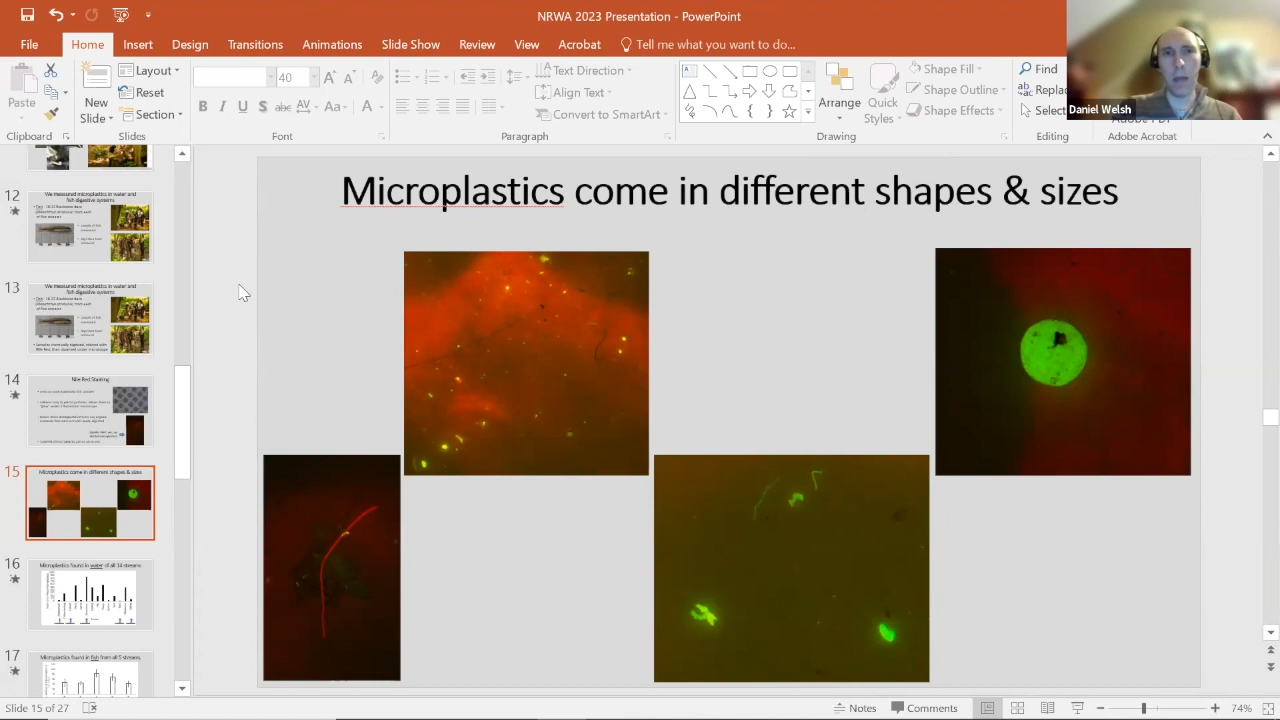 NRWA 2023 Presentation - PowerPoint
File Home Insert Design Transitions Animations Slide Show Review View Acrobat Tell me what you want to do...
Paste
New Slide
Layout
Reset
Section
40
B I U S abc AV Aa A
Text Direction
Align Text
Convert to SmartArt
Arrange
Quick Styles
Shape Fill
Shape Outline
Shape Effects
Find
Replac
Select
Daniel Welsh
Clipboard Slides Font Paragraph Drawing Editing Adobe Acrobat
12
We measured microplastics in water and
fish digestive systems
13
We measured microplastics in water and
fish digestive systems
14
Nile Red Staining
15
Microplastics come in different shapes & sizes
16
Microplastics found in water of all 14 streams
17
Microplastics found in fish from all 5 streams
Microplastics come in different shapes & sizes
Slide 15 of 27
Notes
Comments
74%